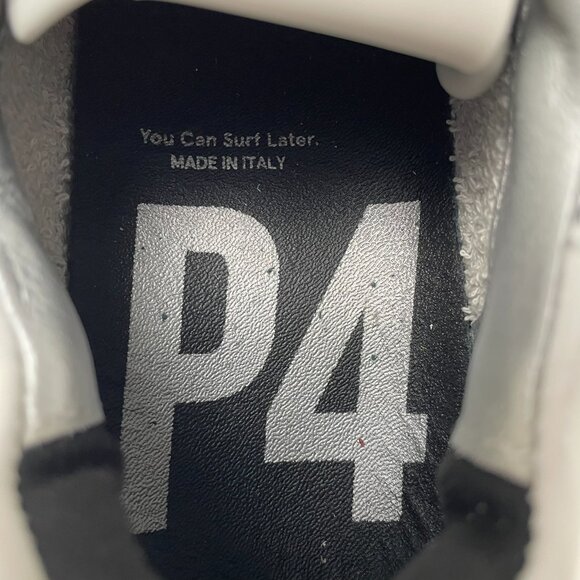 You Can Surf Later.
MADE IN ITALY
P4